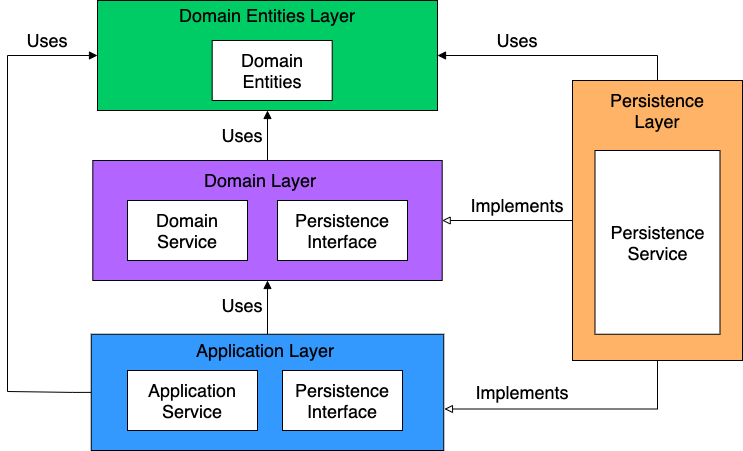 Domain Entities Layer
Uses
Uses
Domain
Entities
Persistence
Layer
Uses
Domain Layer
Implements
Domain
Service
Persistence
Interface
Persistence
Service
Uses
Application Layer
Application
Service
Persistence
Interface
Implements